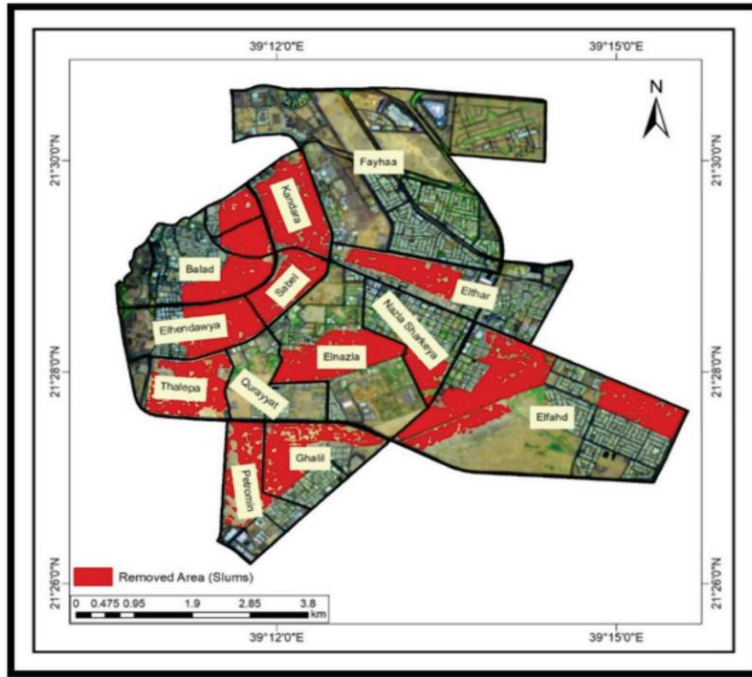 39°12'0"E
39°15'0"E
N
21°30'0"N
21°30'0"N
Fayhaa
Kandara
Balad
Sabel
Elthar
Elhendawya
Nazla Sharkeya
Elnazla
21°28'0"N
21°28'0"N
Thalepa
Qurayyat
Elfahd
Ghalil
Petromin
21°26'0"N
21°26'0"N
Removed Area (Slums)
0 0.475 0.95 1.9 2.85 3.8
km
39°12'0"E
39°15'0"E